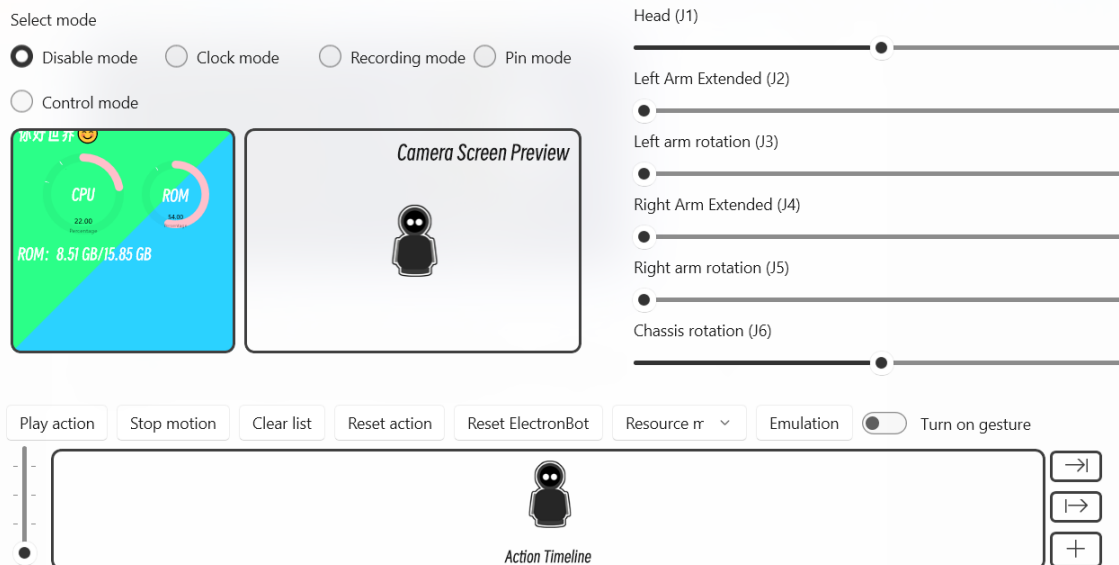 Select mode
Disable mode
Clock mode
Recording mode
Pin mode
Control mode
你好世界😊
CPU
22.00
Percentage
ROM
54.00
Percentage
ROM: 8.51 GB/15.85 GB
Camera Screen Preview
Head (J1)
Left Arm Extended (J2)
Left arm rotation (J3)
Right Arm Extended (J4)
Right arm rotation (J5)
Chassis rotation (J6)
Play action
Stop motion
Clear list
Reset action
Reset ElectronBot
Resource m
Emulation
Turn on gesture
Action Timeline